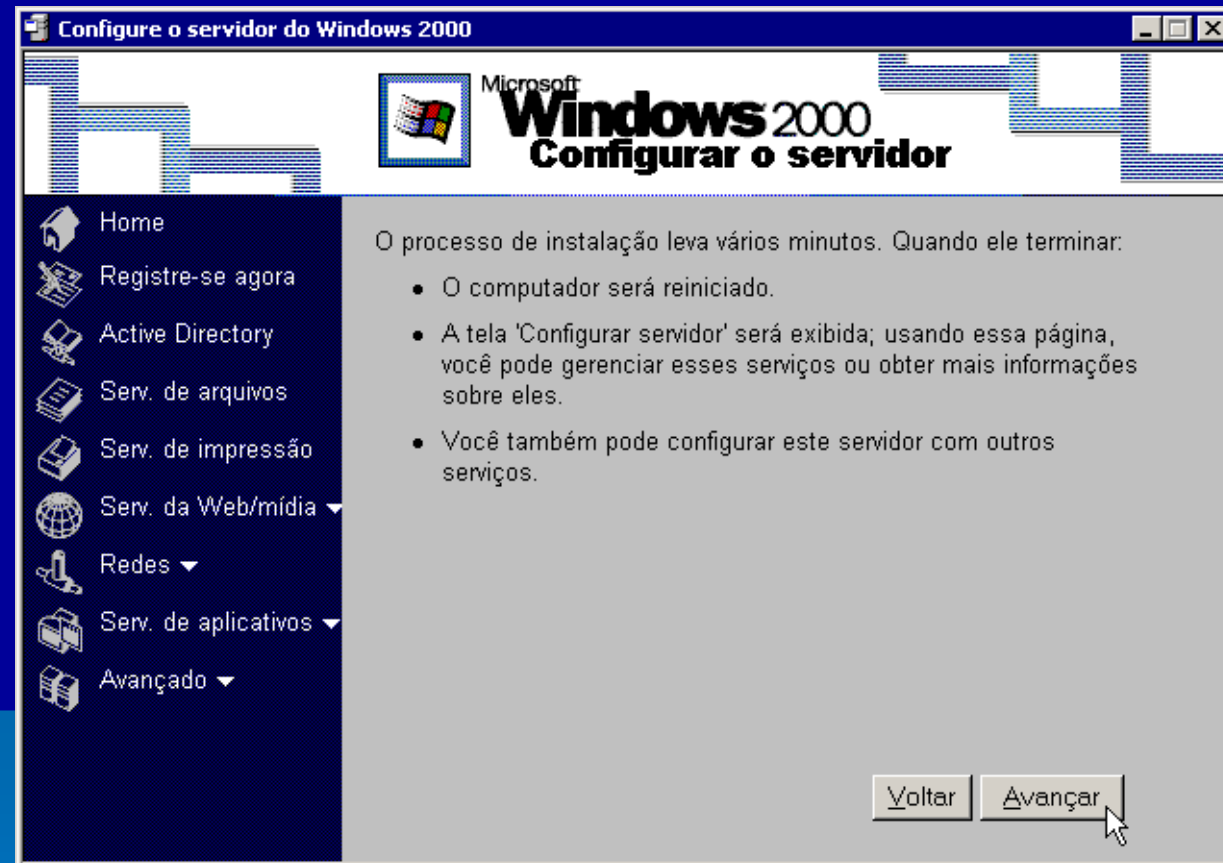 Configure o servidor do Windows 2000
Microsoft
Windows 2000
Configurar o servidor
Home
Registre-se agora
Active Directory
Serv. de arquivos
Serv. de impressão
Serv. da Web/mídia
Redes
Serv. de aplicativos
Avançado
O processo de instalação leva vários minutos. Quando ele terminar:
• O computador será reiniciado.
• A tela 'Configurar servidor' será exibida; usando essa página,
você pode gerenciar esses serviços ou obter mais informações
sobre eles.
• Você também pode configurar este servidor com outros
serviços.
Voltar
Avançar